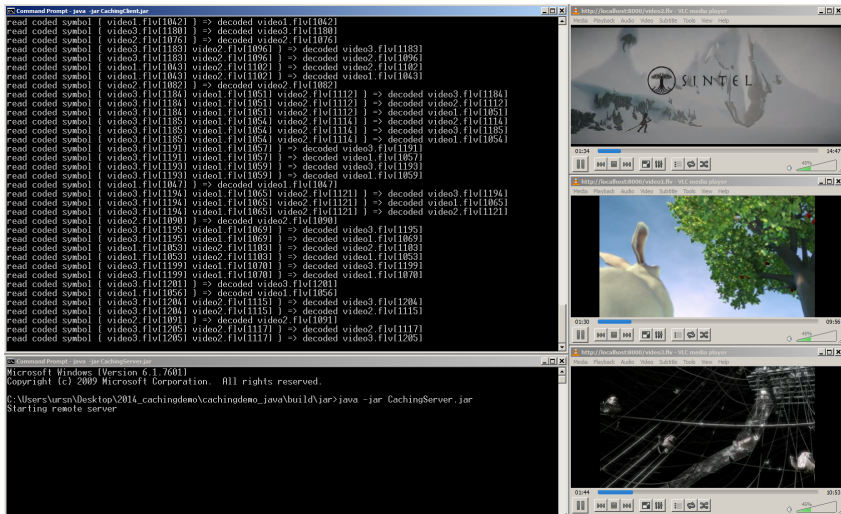 Command Prompt - java -jar CachingClient.jar
read coded symbol [ video1.flv[1042] ] => decoded video1.flv[1042]
read coded symbol [ video3.flv[1180] ] => decoded video3.flv[1180]
read coded symbol [ video2.flv[1076] ] => decoded video2.flv[1076]
read coded symbol [ video3.flv[1183] video2.flv[1096] ] => decoded video3.flv[1183]
read coded symbol [ video3.flv[1183] video2.flv[1096] ] => decoded video2.flv[1096]
read coded symbol [ video1.flv[1043] video2.flv[1102] ] => decoded video2.flv[1102]
read coded symbol [ video1.flv[1043] video2.flv[1102] ] => decoded video1.flv[1043]
read coded symbol [ video2.flv[1082] ] => decoded video2.flv[1082]
read coded symbol [ video3.flv[1184] video1.flv[1051] video2.flv[1112] ] => decoded video3.flv[1184]
read coded symbol [ video3.flv[1184] video1.flv[1051] video2.flv[1112] ] => decoded video2.flv[1112]
read coded symbol [ video3.flv[1184] video1.flv[1051] video2.flv[1112] ] => decoded video1.flv[1051]
read coded symbol [ video3.flv[1185] video1.flv[1054] video2.flv[1114] ] => decoded video2.flv[1114]
read coded symbol [ video3.flv[1185] video1.flv[1054] video2.flv[1114] ] => decoded video3.flv[1185]
read coded symbol [ video3.flv[1185] video1.flv[1054] video2.flv[1114] ] => decoded video1.flv[1054]
read coded symbol [ video3.flv[1191] video1.flv[1057] ] => decoded video3.flv[1191]
read coded symbol [ video3.flv[1191] video1.flv[1057] ] => decoded video1.flv[1057]
read coded symbol [ video3.flv[1193] video1.flv[1059] ] => decoded video3.flv[1193]
read coded symbol [ video3.flv[1193] video1.flv[1059] ] => decoded video1.flv[1059]
read coded symbol [ video1.flv[1047] ] => decoded video1.flv[1047]
read coded symbol [ video3.flv[1194] video1.flv[1065] video2.flv[1121] ] => decoded video3.flv[1194]
read coded symbol [ video3.flv[1194] video1.flv[1065] video2.flv[1121] ] => decoded video1.flv[1065]
read coded symbol [ video3.flv[1194] video1.flv[1065] video2.flv[1121] ] => decoded video2.flv[1121]
read coded symbol [ video2.flv[1090] ] => decoded video2.flv[1090]
read coded symbol [ video3.flv[1195] video1.flv[1069] ] => decoded video3.flv[1195]
read coded symbol [ video3.flv[1195] video1.flv[1069] ] => decoded video1.flv[1069]
read coded symbol [ video1.flv[1053] video2.flv[1103] ] => decoded video2.flv[1103]
read coded symbol [ video1.flv[1053] video2.flv[1103] ] => decoded video1.flv[1053]
read coded symbol [ video3.flv[1199] video1.flv[1070] ] => decoded video3.flv[1199]
read coded symbol [ video3.flv[1199] video1.flv[1070] ] => decoded video1.flv[1070]
read coded symbol [ video3.flv[1201] ] => decoded video3.flv[1201]
read coded symbol [ video1.flv[1056] ] => decoded video1.flv[1056]
read coded symbol [ video3.flv[1204] video2.flv[1115] ] => decoded video3.flv[1204]
read coded symbol [ video3.flv[1204] video2.flv[1115] ] => decoded video2.flv[1115]
read coded symbol [ video2.flv[1091] ] => decoded video2.flv[1091]
read coded symbol [ video3.flv[1205] video2.flv[1117] ] => decoded video2.flv[1117]
read coded symbol [ video3.flv[1205] video2.flv[1117] ] => decoded video3.flv[1205]
Command Prompt - java -jar CachingServer.jar
Microsoft Windows [Version 6.1.7601]
Copyright (c) 2009 Microsoft Corporation. All rights reserved.
C:\Users\ursn\Desktop\2014_cachingdemo\cachingdemo_java\build\jar>java -jar CachingServer.jar
Starting remote server
Media Playback Audio Video Subtitle Tools View Help
SINTEL
01:34 14:47
http://localhost:8000/video1.flv - VLC media player
Media Playback Audio Video Subtitle Tools View Help
01:30 09:56
Media Playback Audio Video Subtitle Tools View Help
01:44 10:53